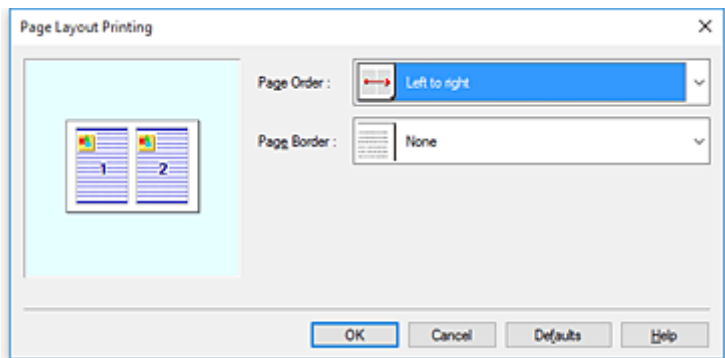 Page Layout Printing
1 2
Page Order : Left to right
Page Border : None
OK Cancel Defaults Help